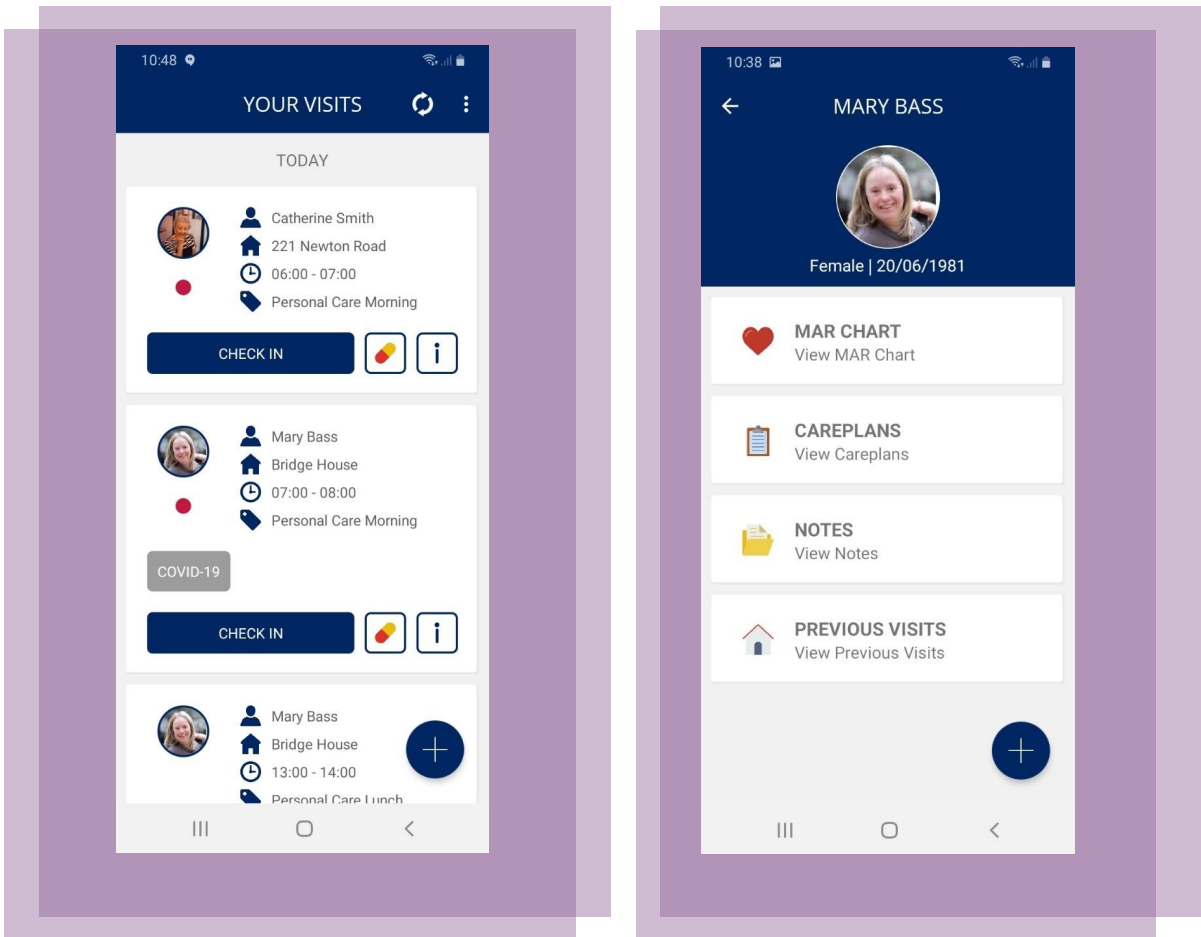 10:48
YOUR VISITS
TODAY
Catherine Smith
221 Newton Road
06:00 - 07:00
Personal Care Morning
CHECK IN
i
Mary Bass
Bridge House
07:00 - 08:00
Personal Care Morning
COVID-19
CHECK IN
i
Mary Bass
Bridge House
13:00 - 14:00
Personal Care Lunch
10:38
MARY BASS
Female | 20/06/1981
MAR CHART
View MAR Chart
CAREPLANS
View Careplans
NOTES
View Notes
PREVIOUS VISITS
View Previous Visits